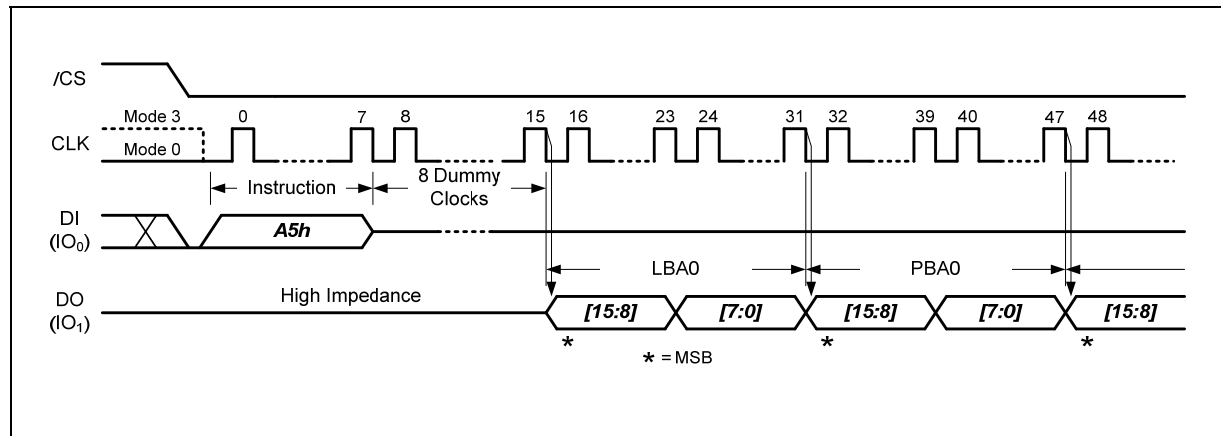 /CS
Mode 3
CLK
Mode 0
0 7 8 15 16 23 24 31 32 39 40 47 48
Instruction
8 Dummy
Clocks
DI
(IO₀)
A5h
LBA0
PBA0
DO
(IO₁)
High Impedance
[15:8] [7:0] [15:8] [7:0] [15:8]
* * *
* = MSB